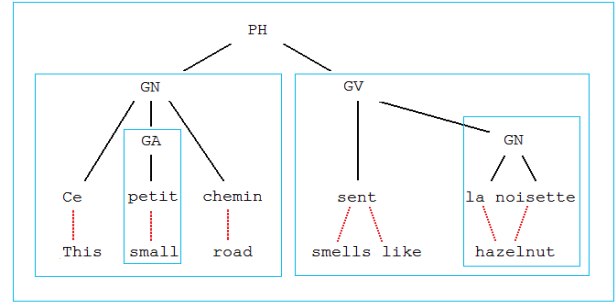 PH
GN GV
GA GN
Ce petit chemin sent la noisette
This small road smells like hazelnut